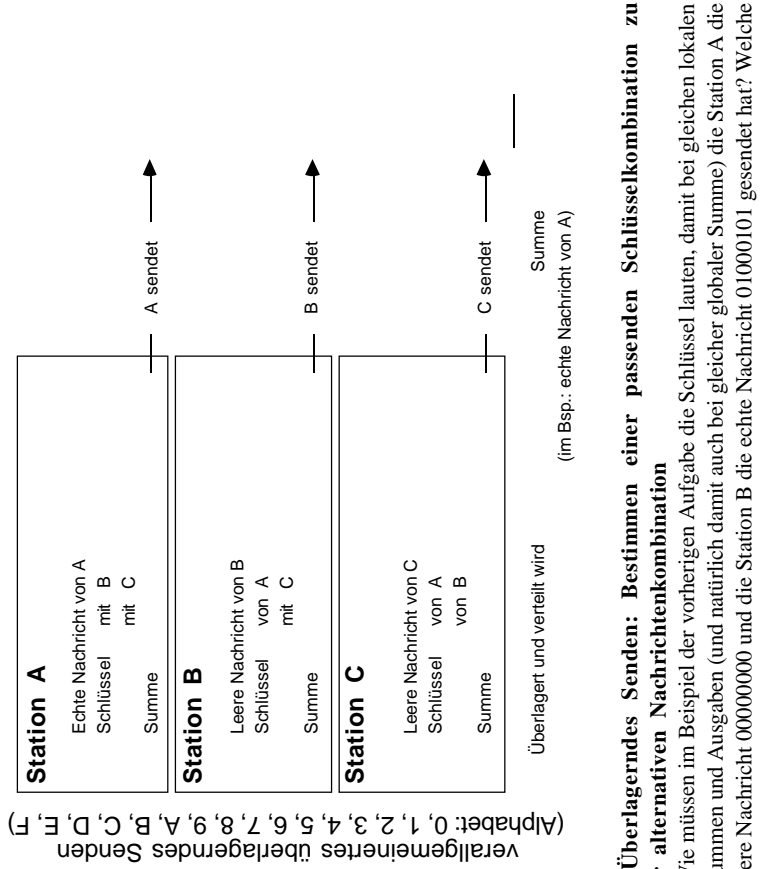 verallgemeinertes überlagerndes Senden
(Alphabet: 0, 1, 2, 3, 4, 5, 6, 7, 8, 9, A, B, C, D, E, F)
Station A
Echte Nachricht von A
Schlüssel mit B
mit C
Summe
A sendet
Station B
Leere Nachricht von B
Schlüssel von A
mit C
Summe
B sendet
Station C
Leere Nachricht von C
Schlüssel von A
von B
Summe
C sendet
Überlagert und verteilt wird
Summe
(im Bsp.: echte Nachricht von A)
Überlagerndes Senden: Bestimmen einer passenden Schlüsselkombination zu
alternativen Nachrichtenkombination
müssen im Beispiel der vorherigen Aufgabe die Schlüssel lauten, damit bei gleichen lokalen
und Ausgaben (und natürlich damit auch bei gleicher globaler Summe) die Station A die
Nachricht 00000000 und die Station B die echte Nachricht 01000101 gesendet hat? Welche